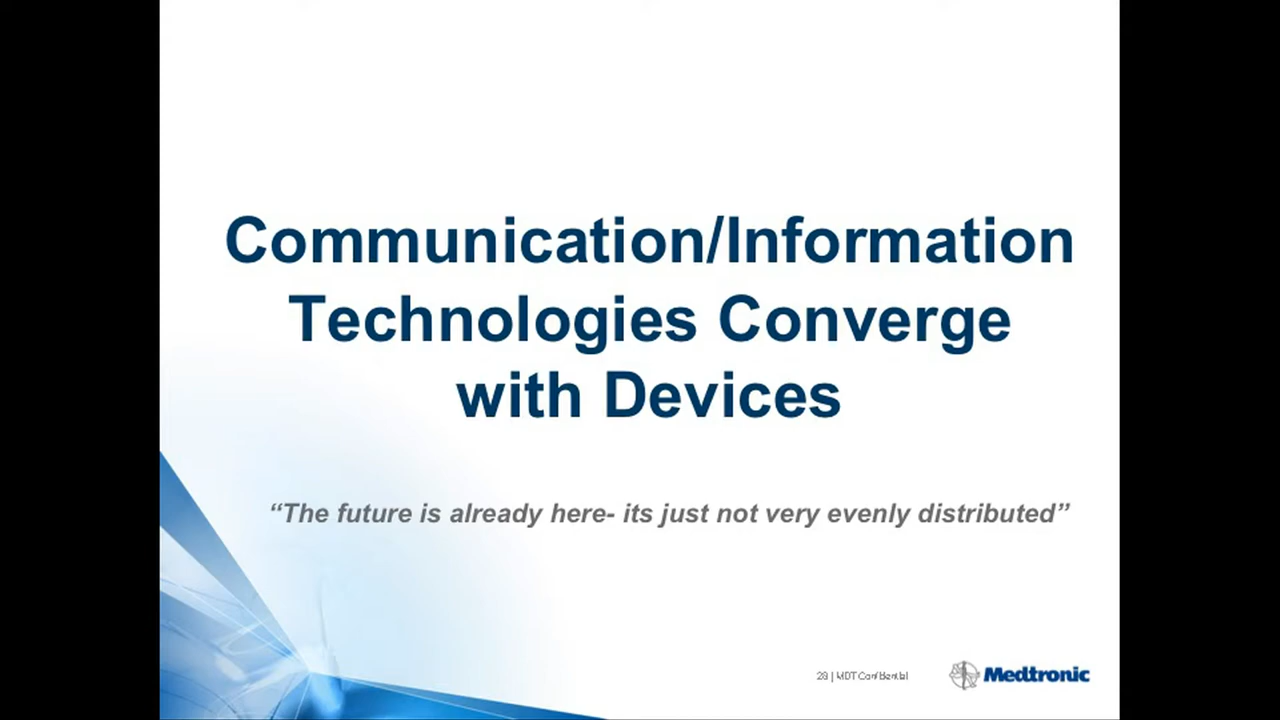 Communication/Information
Technologies Converge
with Devices
“The future is already here- its just not very evenly distributed”
28 | MDT Confidential
Medtronic